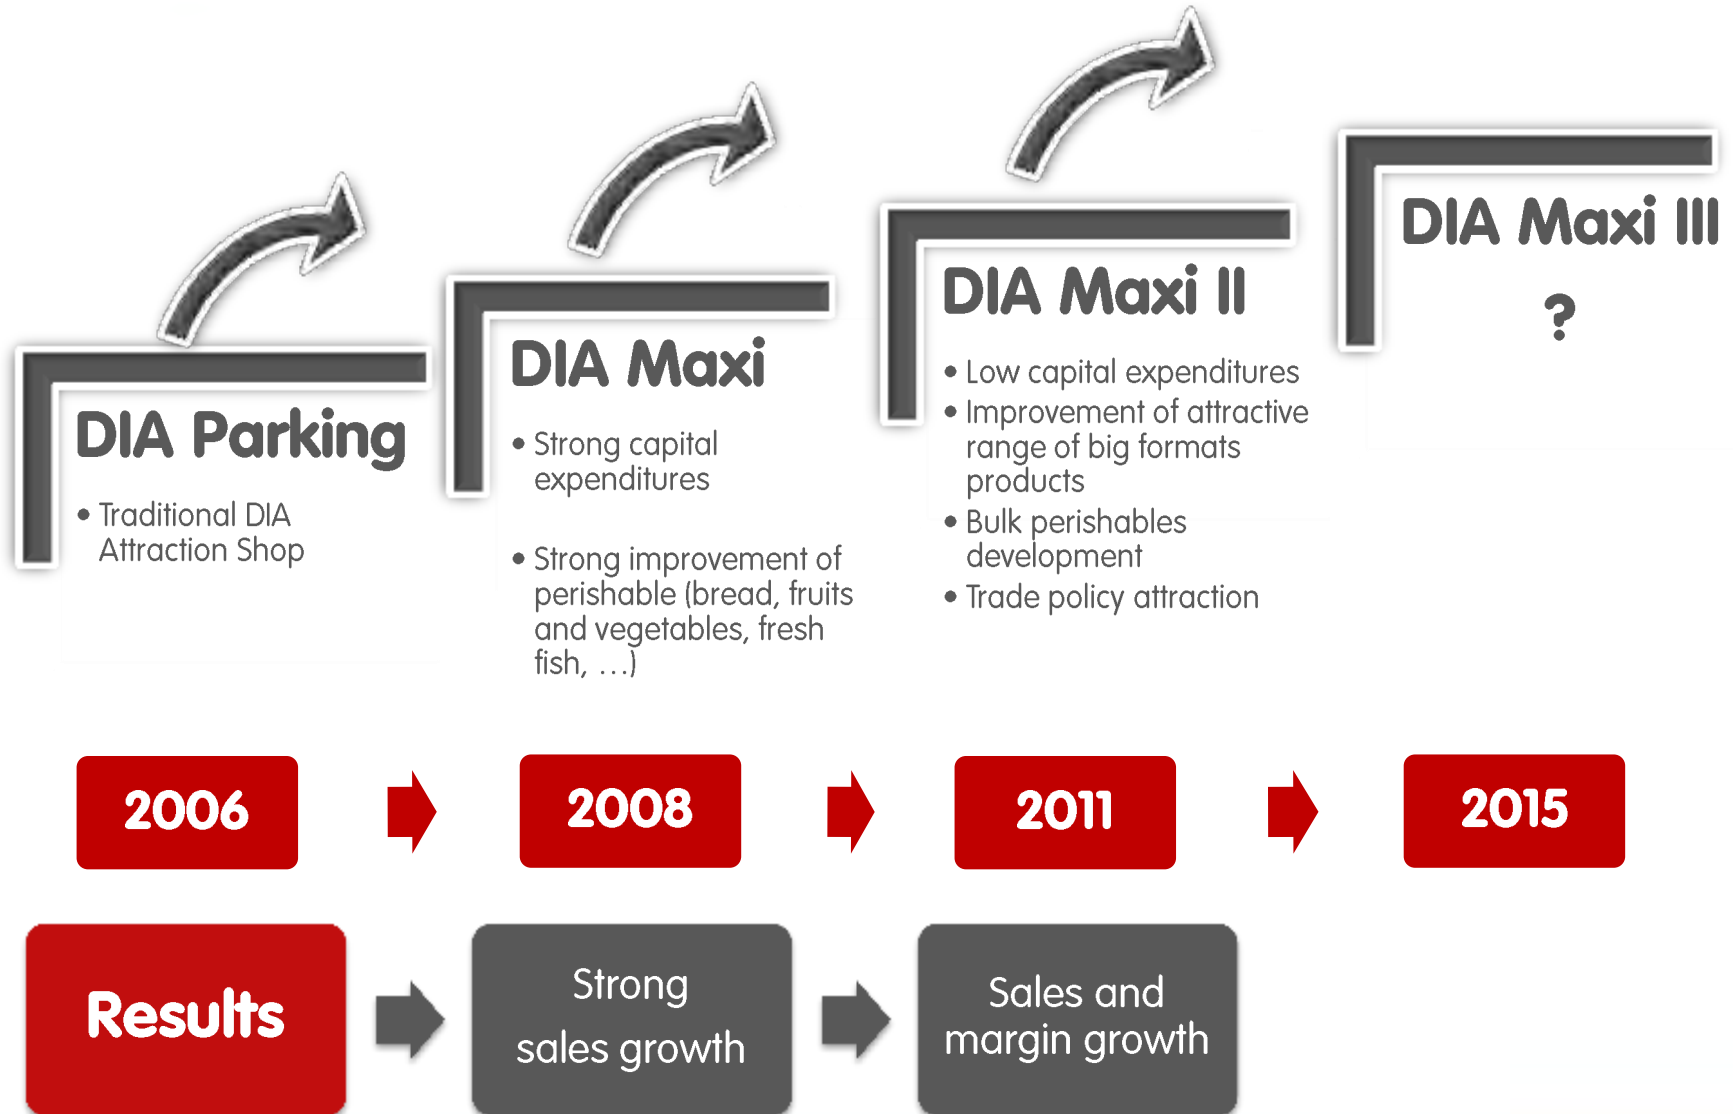 DIA Parking
• Traditional DIA
Attraction Shop
DIA Maxi
• Strong capital
expenditures
• Strong improvement of
perishable (bread, fruits
and vegetables, fresh
fish, …)
DIA Maxi II
• Low capital expenditures
• Improvement of attractive
range of big formats
products
• Bulk perishables
development
• Trade policy attraction
DIA Maxi III
?
2006
2008
2011
2015
Results
Strong
sales growth
Sales and
margin growth